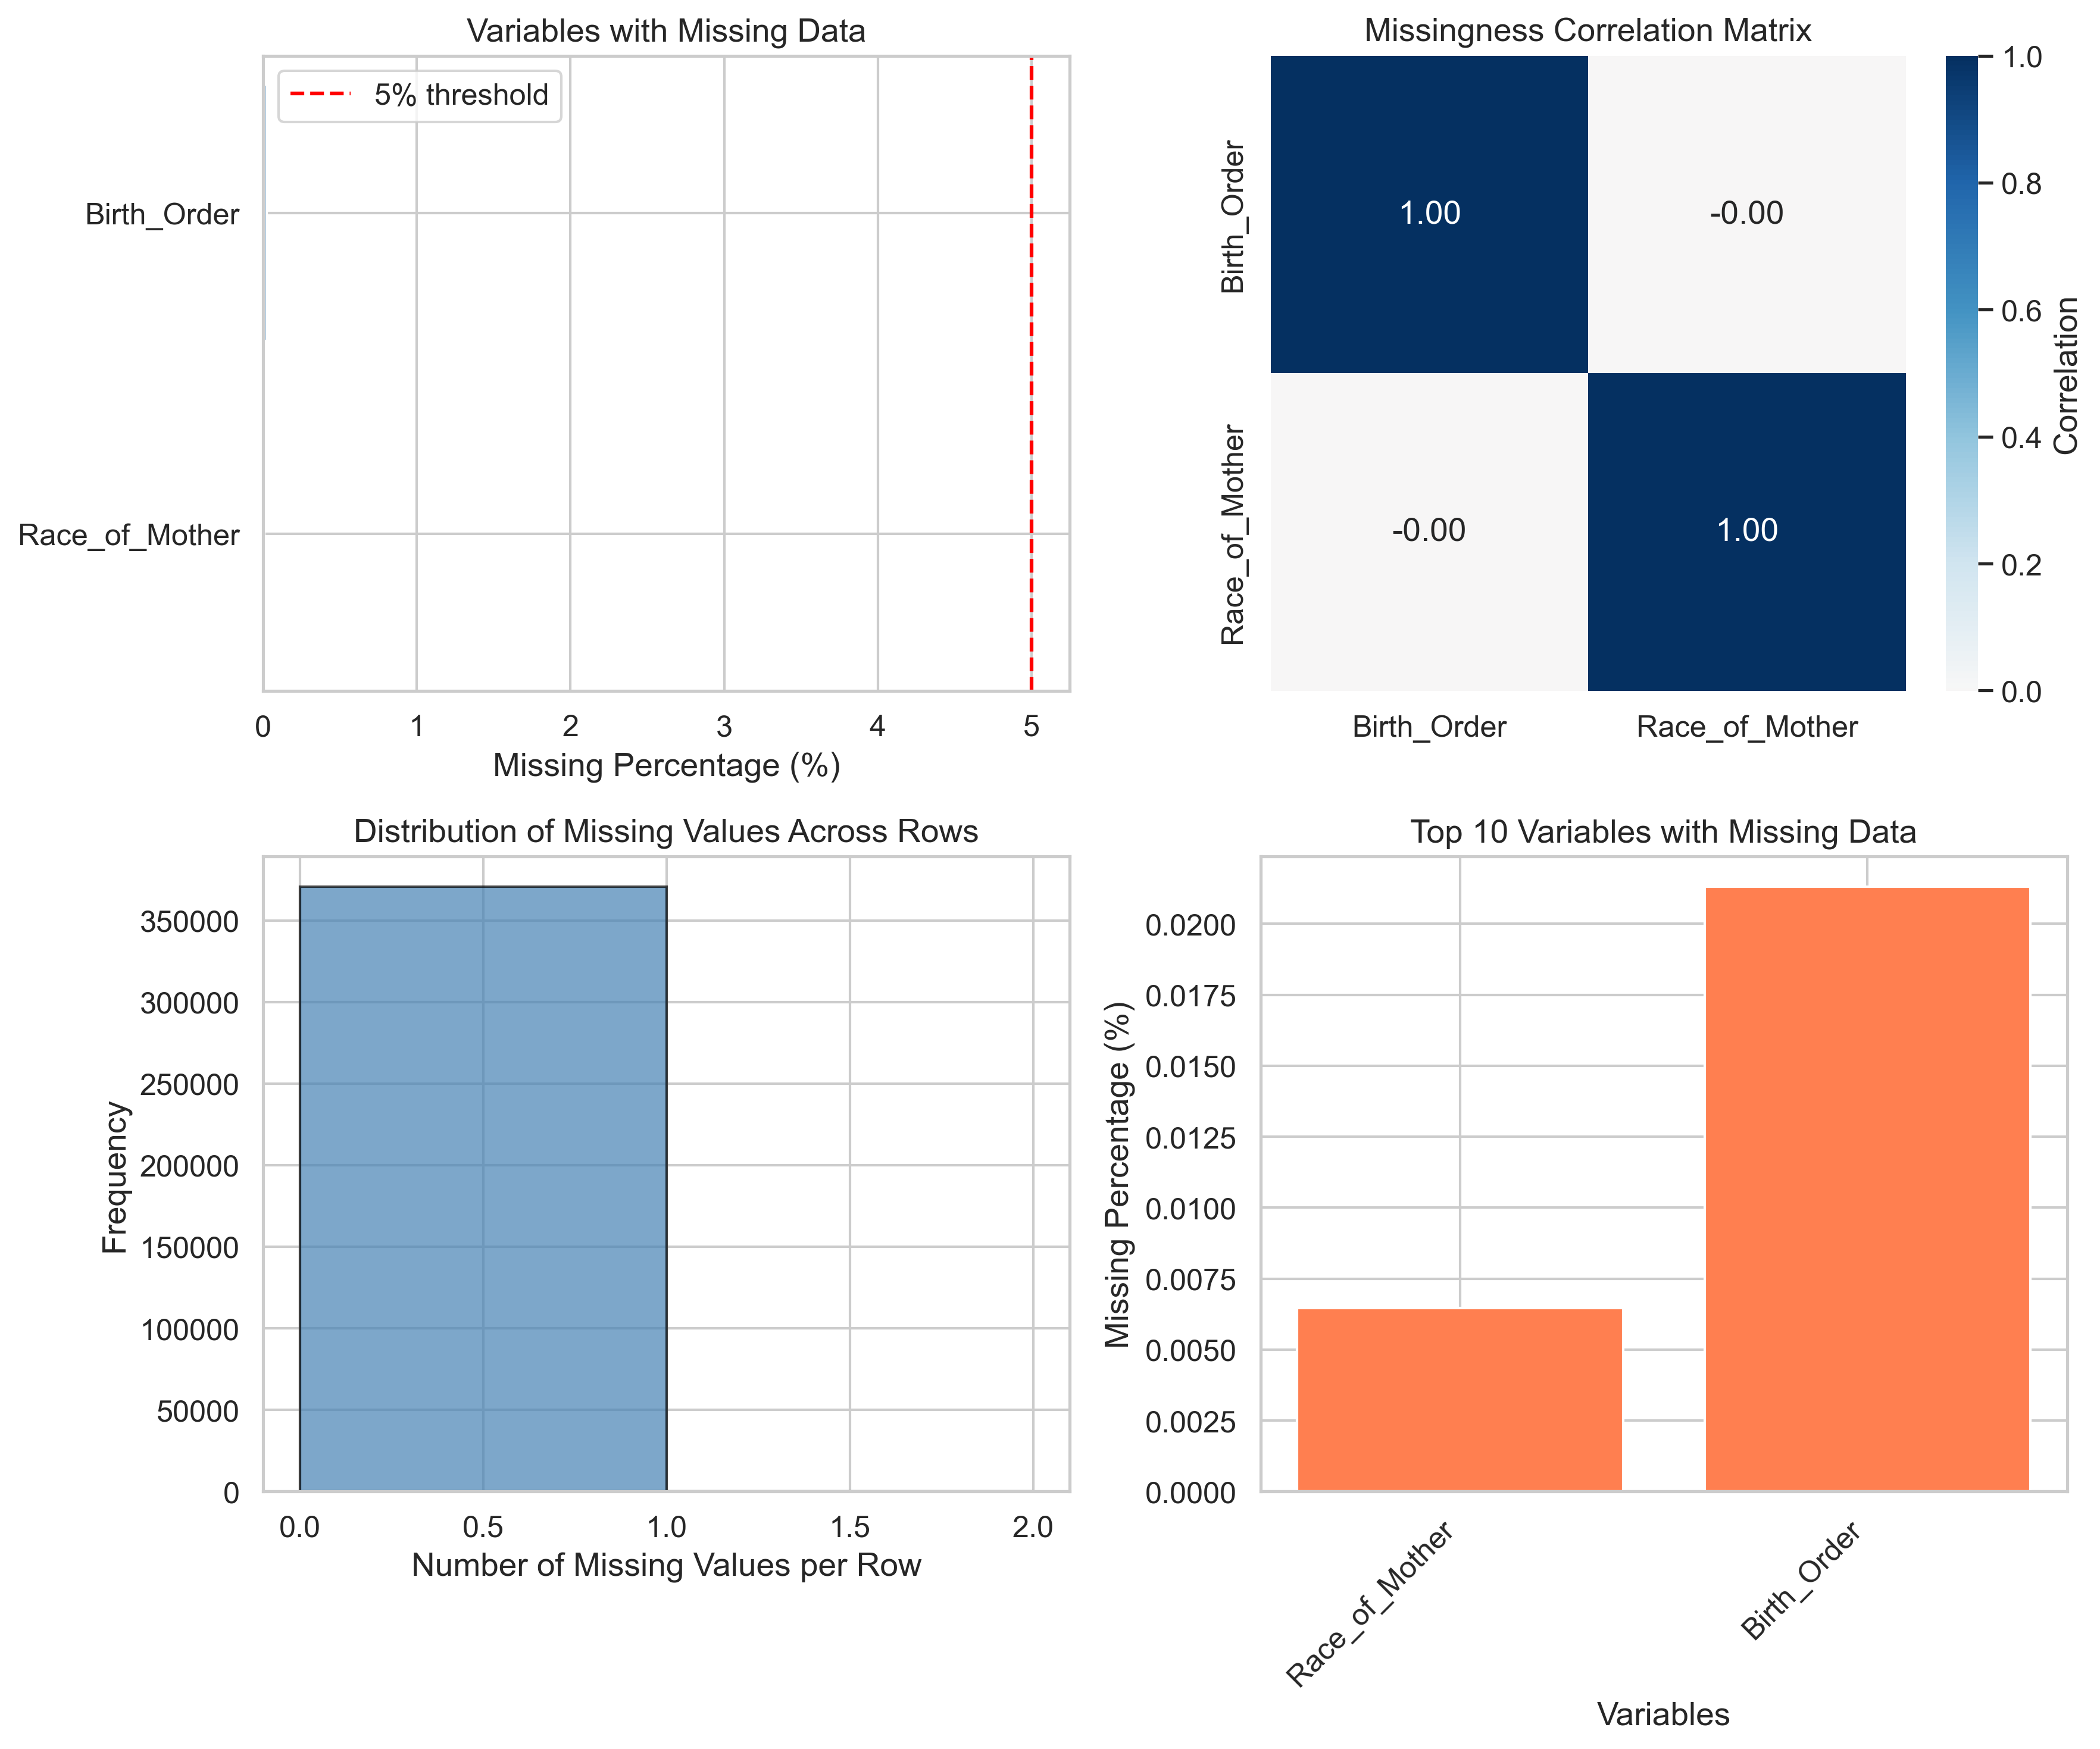 Variables with Missing Data
5% threshold
Birth_Order
Race_of_Mother
0 1 2 3 4 5
Missing Percentage (%)
Missingness Correlation Matrix
Birth_Order
Race_of_Mother
1.00 -0.00
-0.00 1.00
Birth_Order Race_of_Mother
1.0
0.8
0.6
0.4
0.2
0.0
Correlation
Distribution of Missing Values Across Rows
Frequency
350000
300000
250000
200000
150000
100000
50000
0
0.0 0.5 1.0 1.5 2.0
Number of Missing Values per Row
Top 10 Variables with Missing Data
Missing Percentage (%)
0.0200
0.0175
0.0150
0.0125
0.0100
0.0075
0.0050
0.0025
0.0000
Race_of_Mother
Birth_Order
Variables